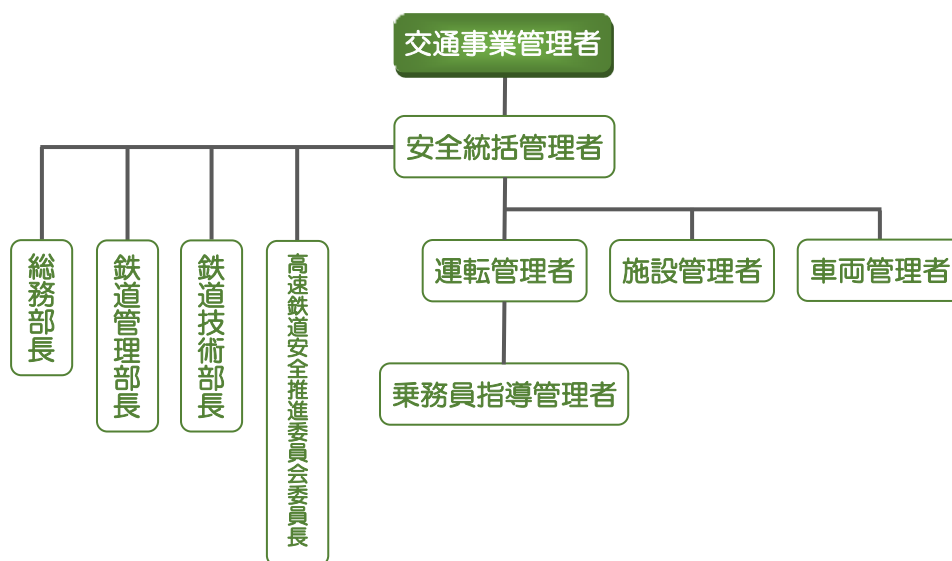 交通事業管理者
安全統括管理者
総務部長
鉄道管理部長
鉄道技術部長
高速鉄道安全推進委員会委員長
運転管理者
施設管理者
車両管理者
乗務員指導管理者